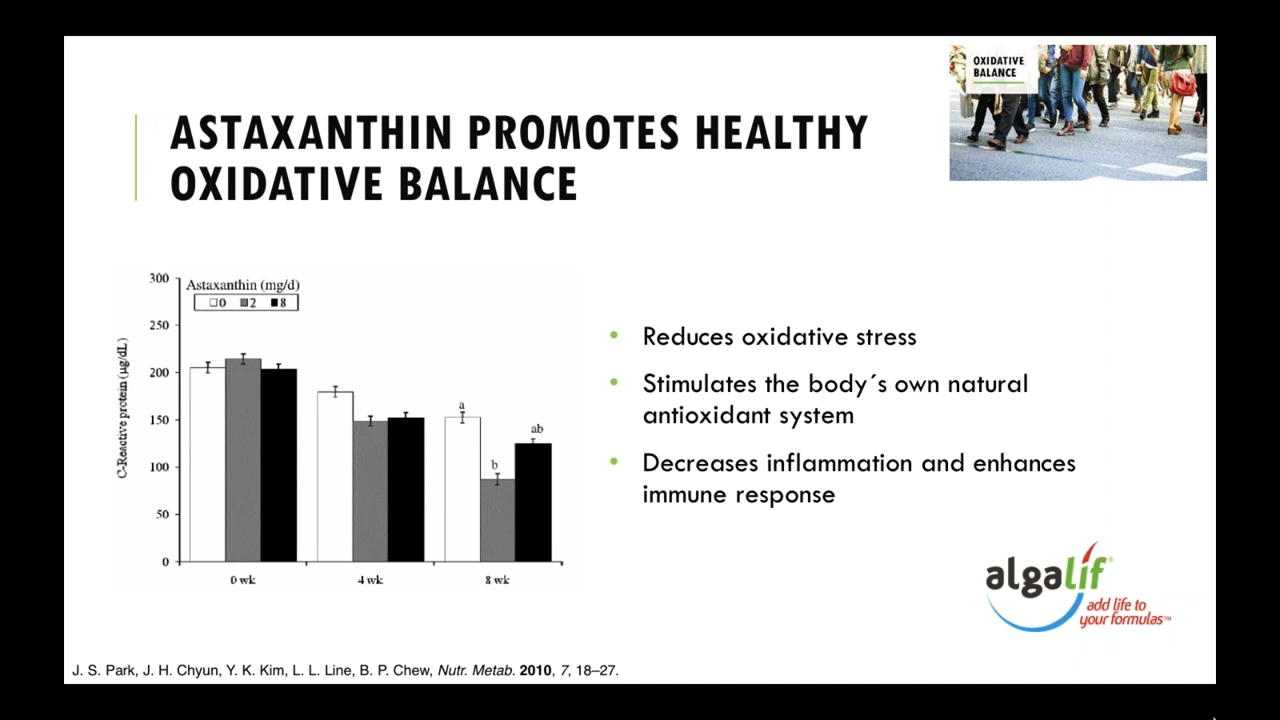 OXIDATIVE
BALANCE
ASTAXANTHIN PROMOTES HEALTHY
OXIDATIVE BALANCE
300
250
200
150
100
50
0
C-Reactive protein (µg/dL)
Astaxanthin (mg/d)
0 2 8
a
b
ab
0 wk 4 wk 8 wk
• Reduces oxidative stress
• Stimulates the body´s own natural
antioxidant system
• Decreases inflammation and enhances
immune response
algalif®
add life to
your formulas™
J. S. Park, J. H. Chyun, Y. K. Kim, L. L. Line, B. P. Chew, Nutr. Metab. 2010, 7, 18–27.